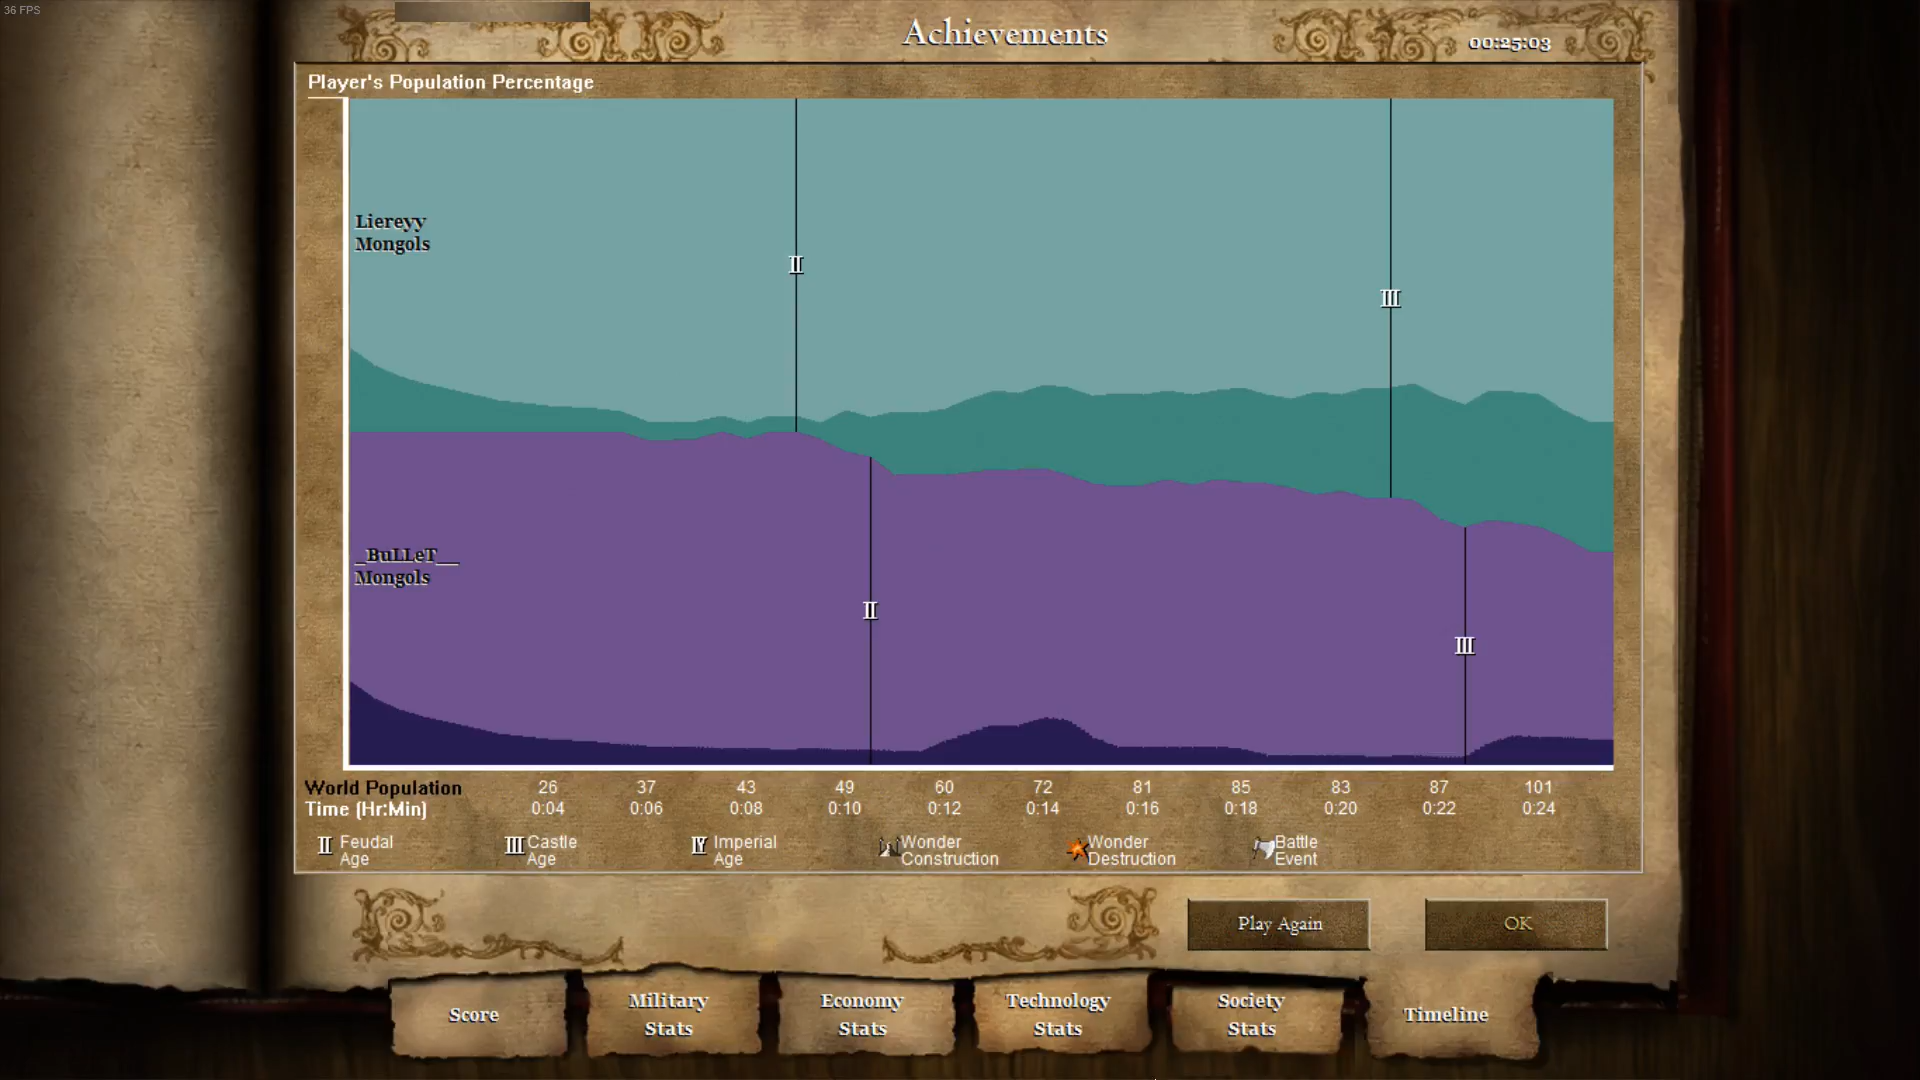 36 FPS
Achievements
00:25:03
Player's Population Percentage
Liereyy
Mongols
II
III
_BuLLeT__
Mongols
II
III
World Population 26 37 43 49 60 72 81 85 83 87 101
Time (Hr:Min) 0:04 0:06 0:08 0:10 0:12 0:14 0:16 0:18 0:20 0:22 0:24
II Feudal Age
III Castle Age
IV Imperial Age
Wonder Construction
Wonder Destruction
Battle Event
Play Again
OK
Score
Military Stats
Economy Stats
Technology Stats
Society Stats
Timeline